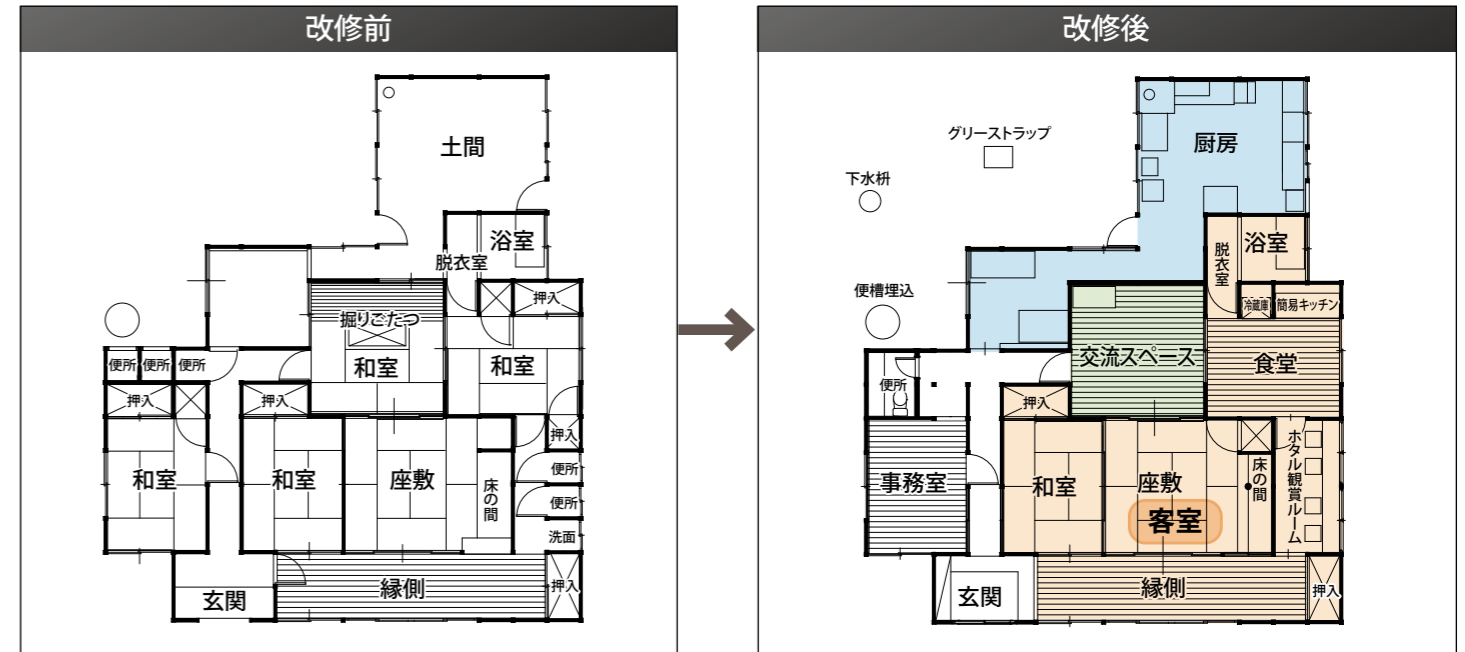 改修前
土間
浴室
脱衣室
押入
掘りごたつ
和室
和室
便所
便所
便所
押入
押入
押入
和室
和室
座敷
床の間
便所
便所
洗面
押入
縁側
玄関
改修後
グリーストラップ
下水枡
便槽埋込
厨房
浴室
脱衣室
冷蔵庫
簡易キッチン
交流スペース
食堂
便所
押入
事務室
和室
座敷
客室
床の間
ホタル観賞ルーム
縁側
押入
玄関